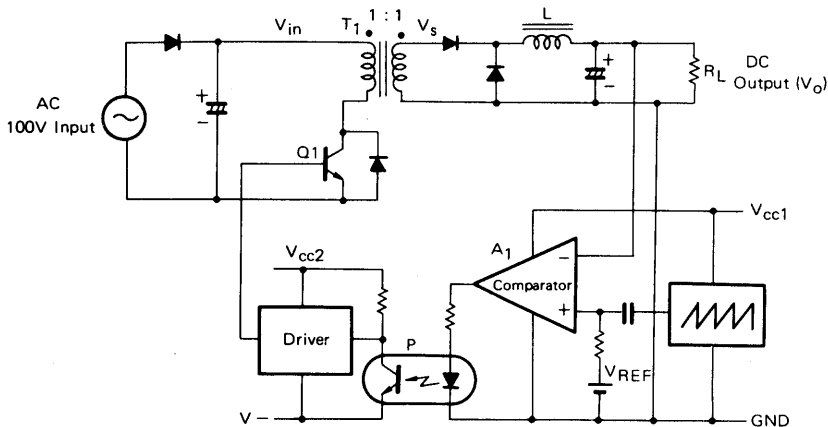 T1 1 : 1
Vin
Vs
L
+
−
+
−
RL
DC
Output (Vo)
AC
100V Input
Q1
Vcc1
A1
−
Comparator
+
Vcc2
Driver
P
VREF
V−
GND